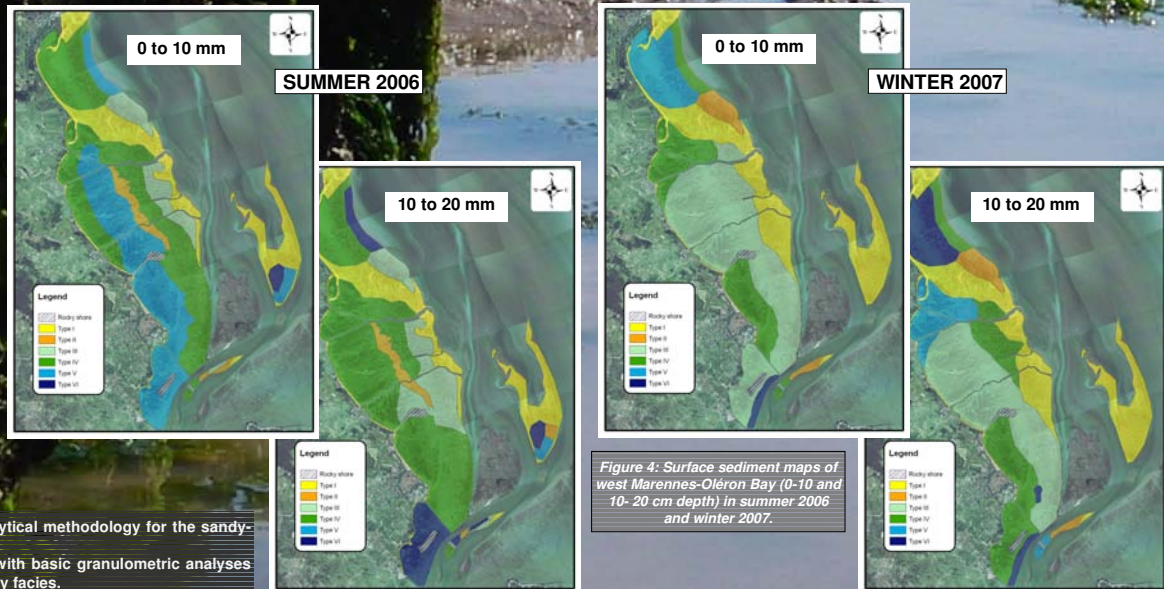 0 to 10 mm
SUMMER 2006
10 to 20 mm
Legend
Rocky shore
Type I
Type II
Type III
Type IV
Type V
Type VI
Legend
Rocky shore
Type I
Type II
Type III
Type IV
Type V
Type VI
0 to 10 mm
WINTER 2007
10 to 20 mm
Legend
Rocky shore
Type I
Type II
Type III
Type IV
Type V
Type VI
Legend
Rocky shore
Type I
Type II
Type III
Type IV
Type V
Type VI
Figure 4: Surface sediment maps of
west Marennes-Oléron Bay (0-10 and
10- 20 cm depth) in summer 2006
and winter 2007.
ytical methodology for the sandy-
with basic granulometric analyses
y facies.